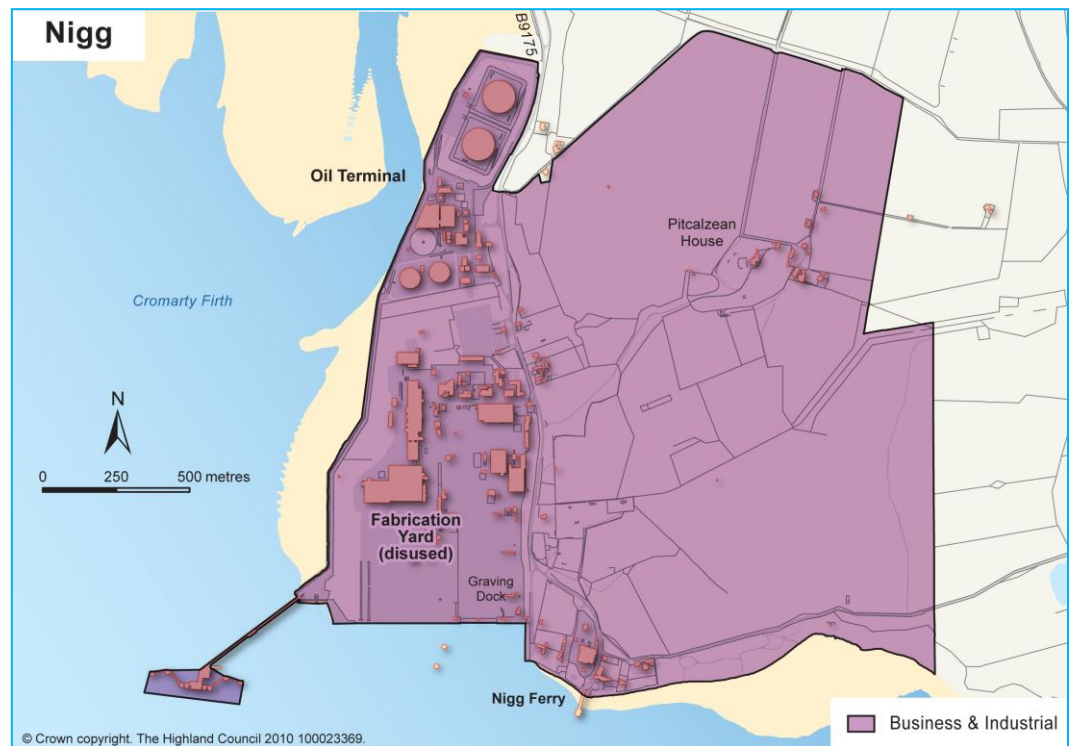 Nigg
B9175
Oil Terminal
Pitcalzean
House
Cromarty Firth
N
0 250 500 metres
Fabrication
Yard
(disused)
Graving
Dock
Nigg Ferry
Business & Industrial
© Crown copyright. The Highland Council 2010 100023369.